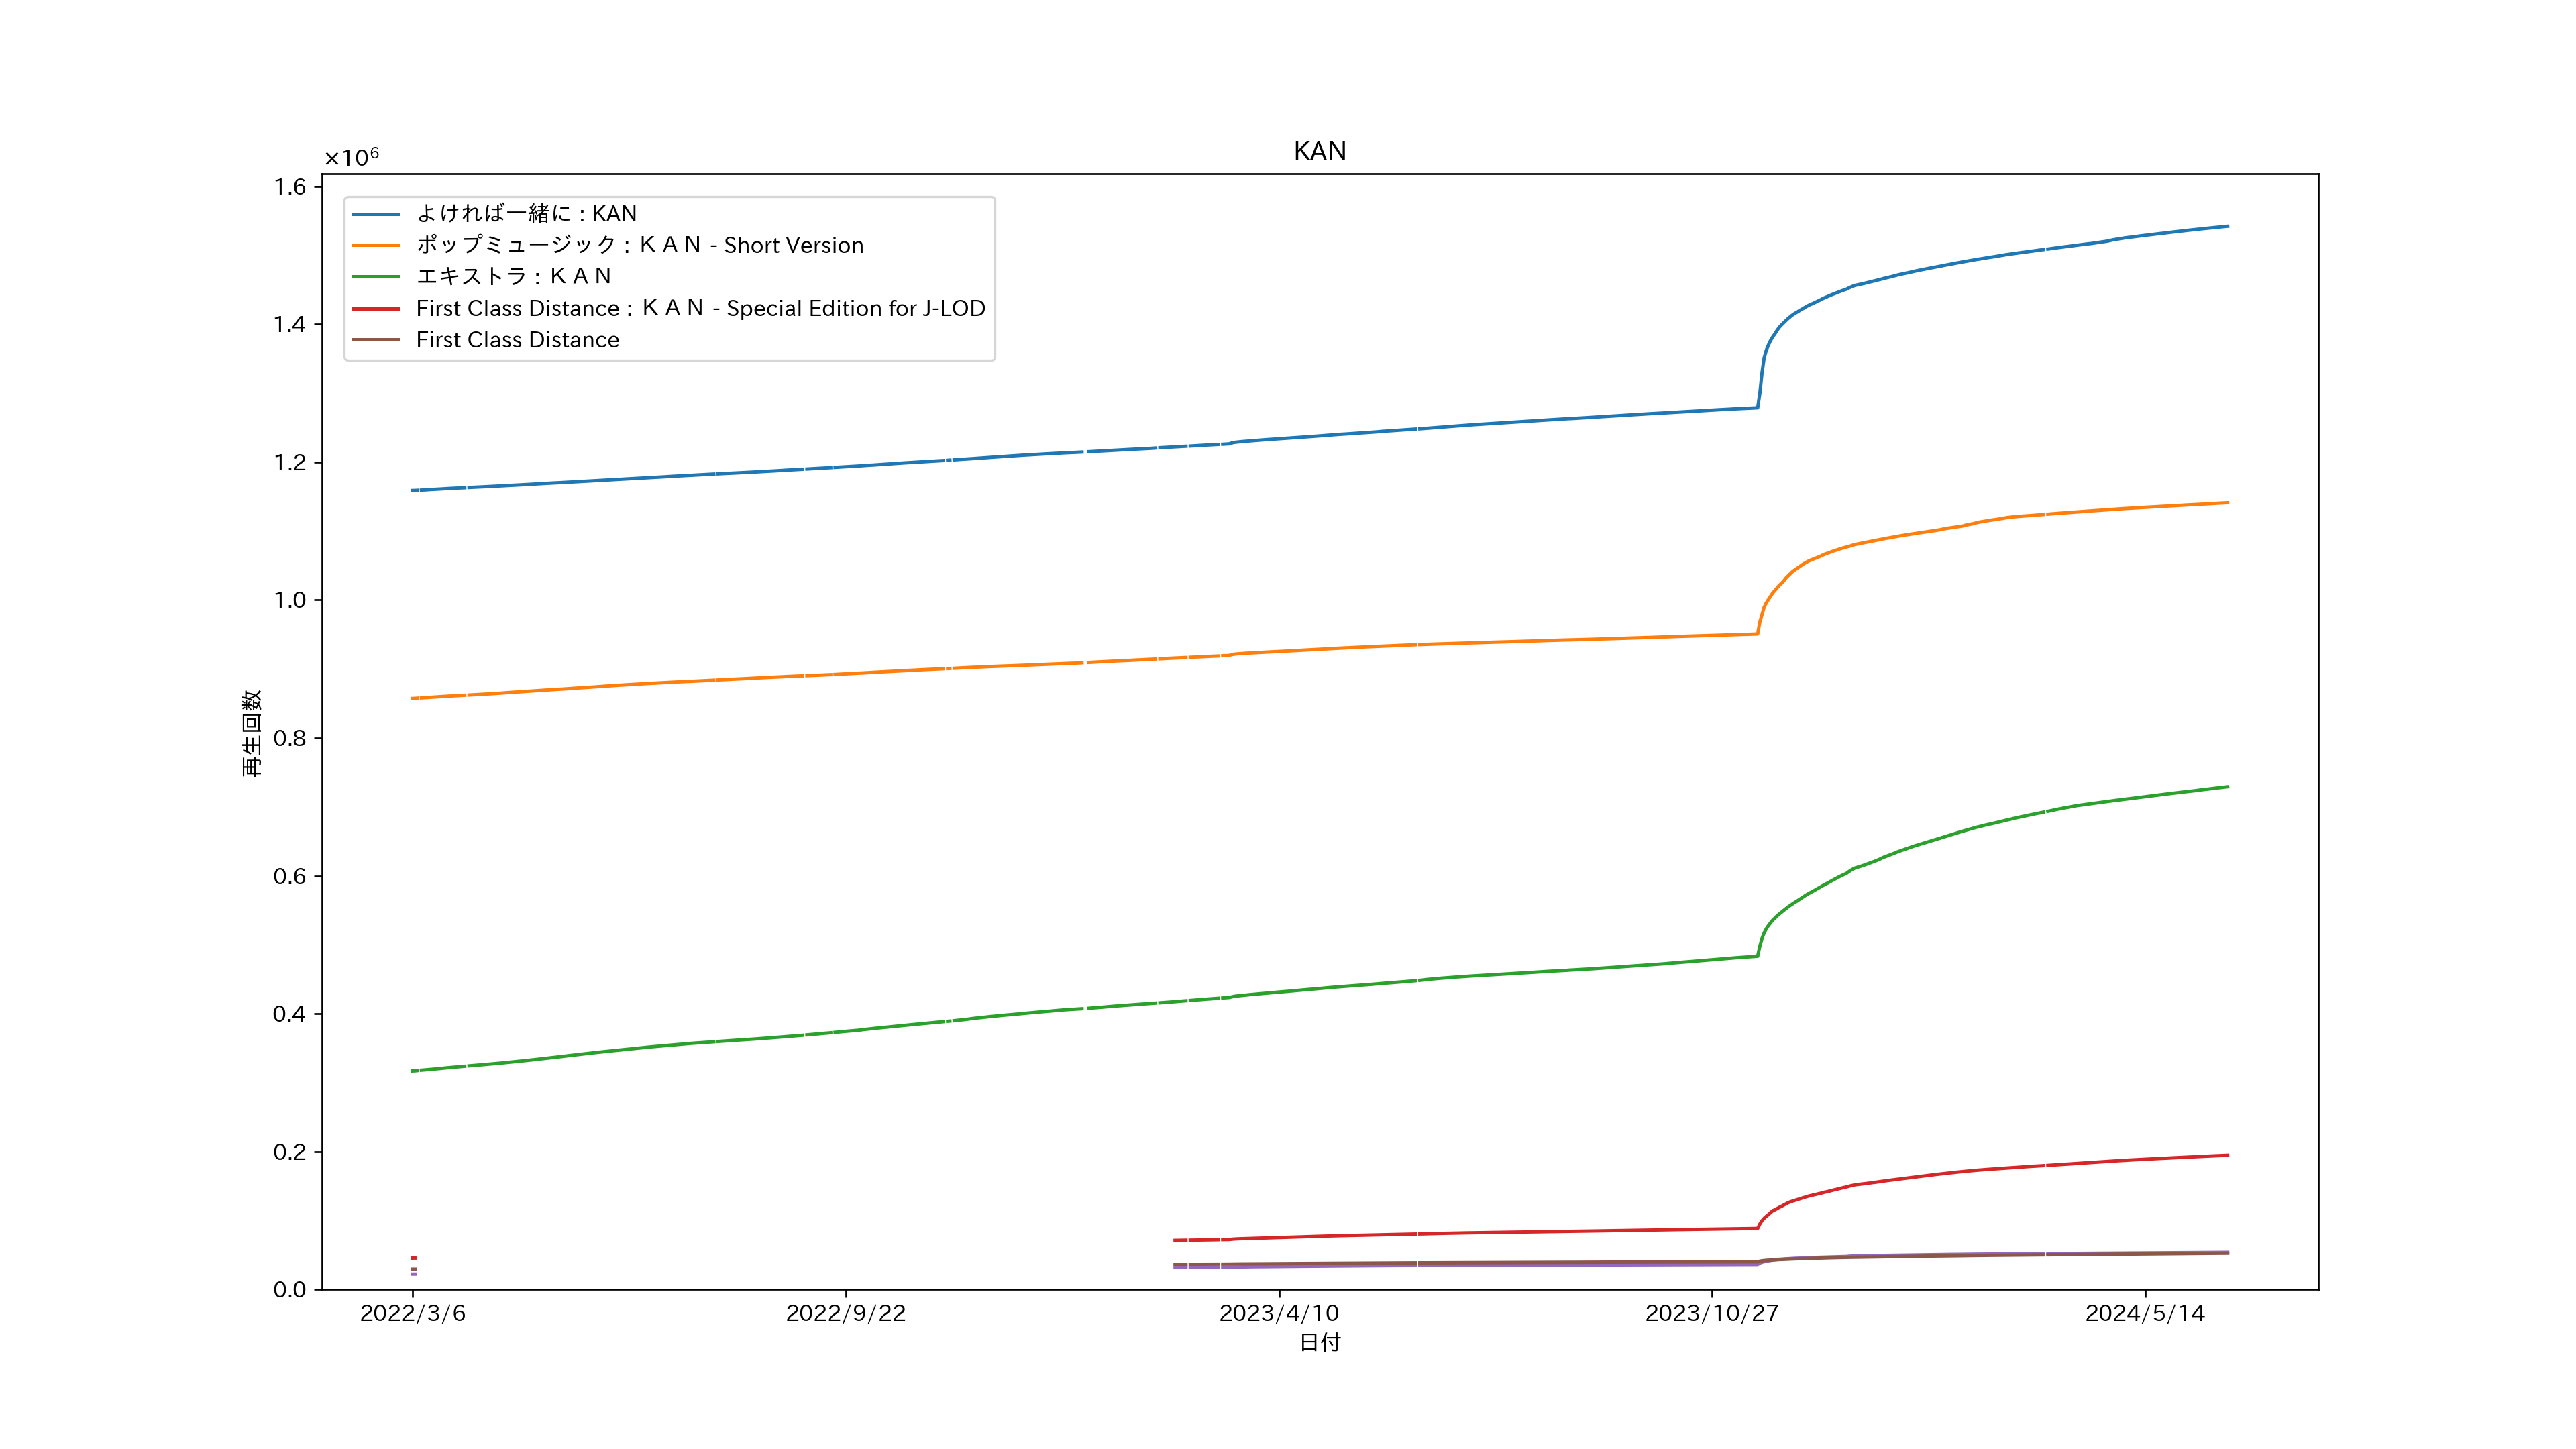 KAN
×10⁶
1.6
1.4
1.2
1.0
0.8
0.6
0.4
0.2
0.0
よければ一緒に : KAN
ポップミュージック : ＫＡＮ - Short Version
エキストラ : ＫＡＮ
First Class Distance : ＫＡＮ - Special Edition for J-LOD
First Class Distance
再生回数
2022/3/6
2022/9/22
2023/4/10
2023/10/27
2024/5/14
日付